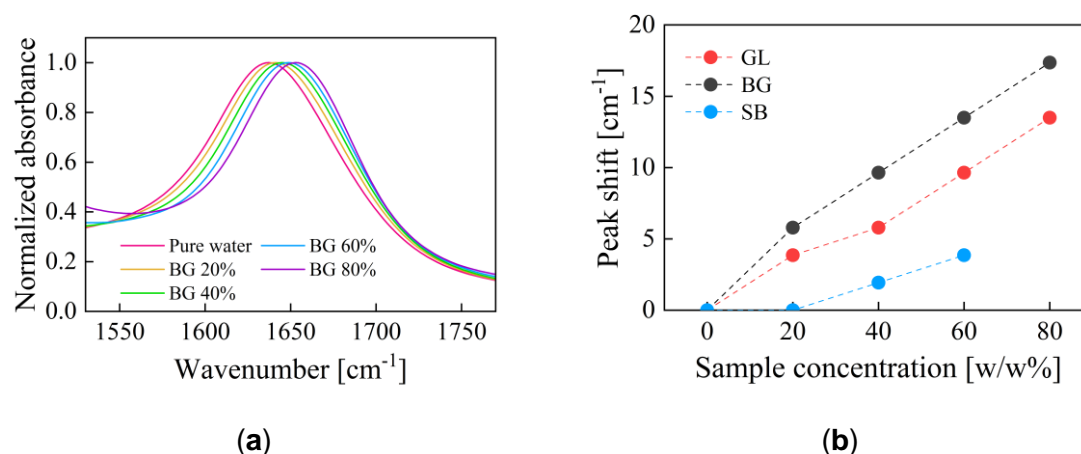 Normalized absorbance
1.0
0.8
0.6
0.4
0.2
0.0
Pure water
BG 20%
BG 40%
BG 60%
BG 80%
1550 1600 1650 1700 1750
Wavenumber [cm⁻¹]
(a)
Peak shift [cm⁻¹]
20
15
10
5
0
GL
BG
SB
0 20 40 60 80
Sample concentration [w/w%]
(b)